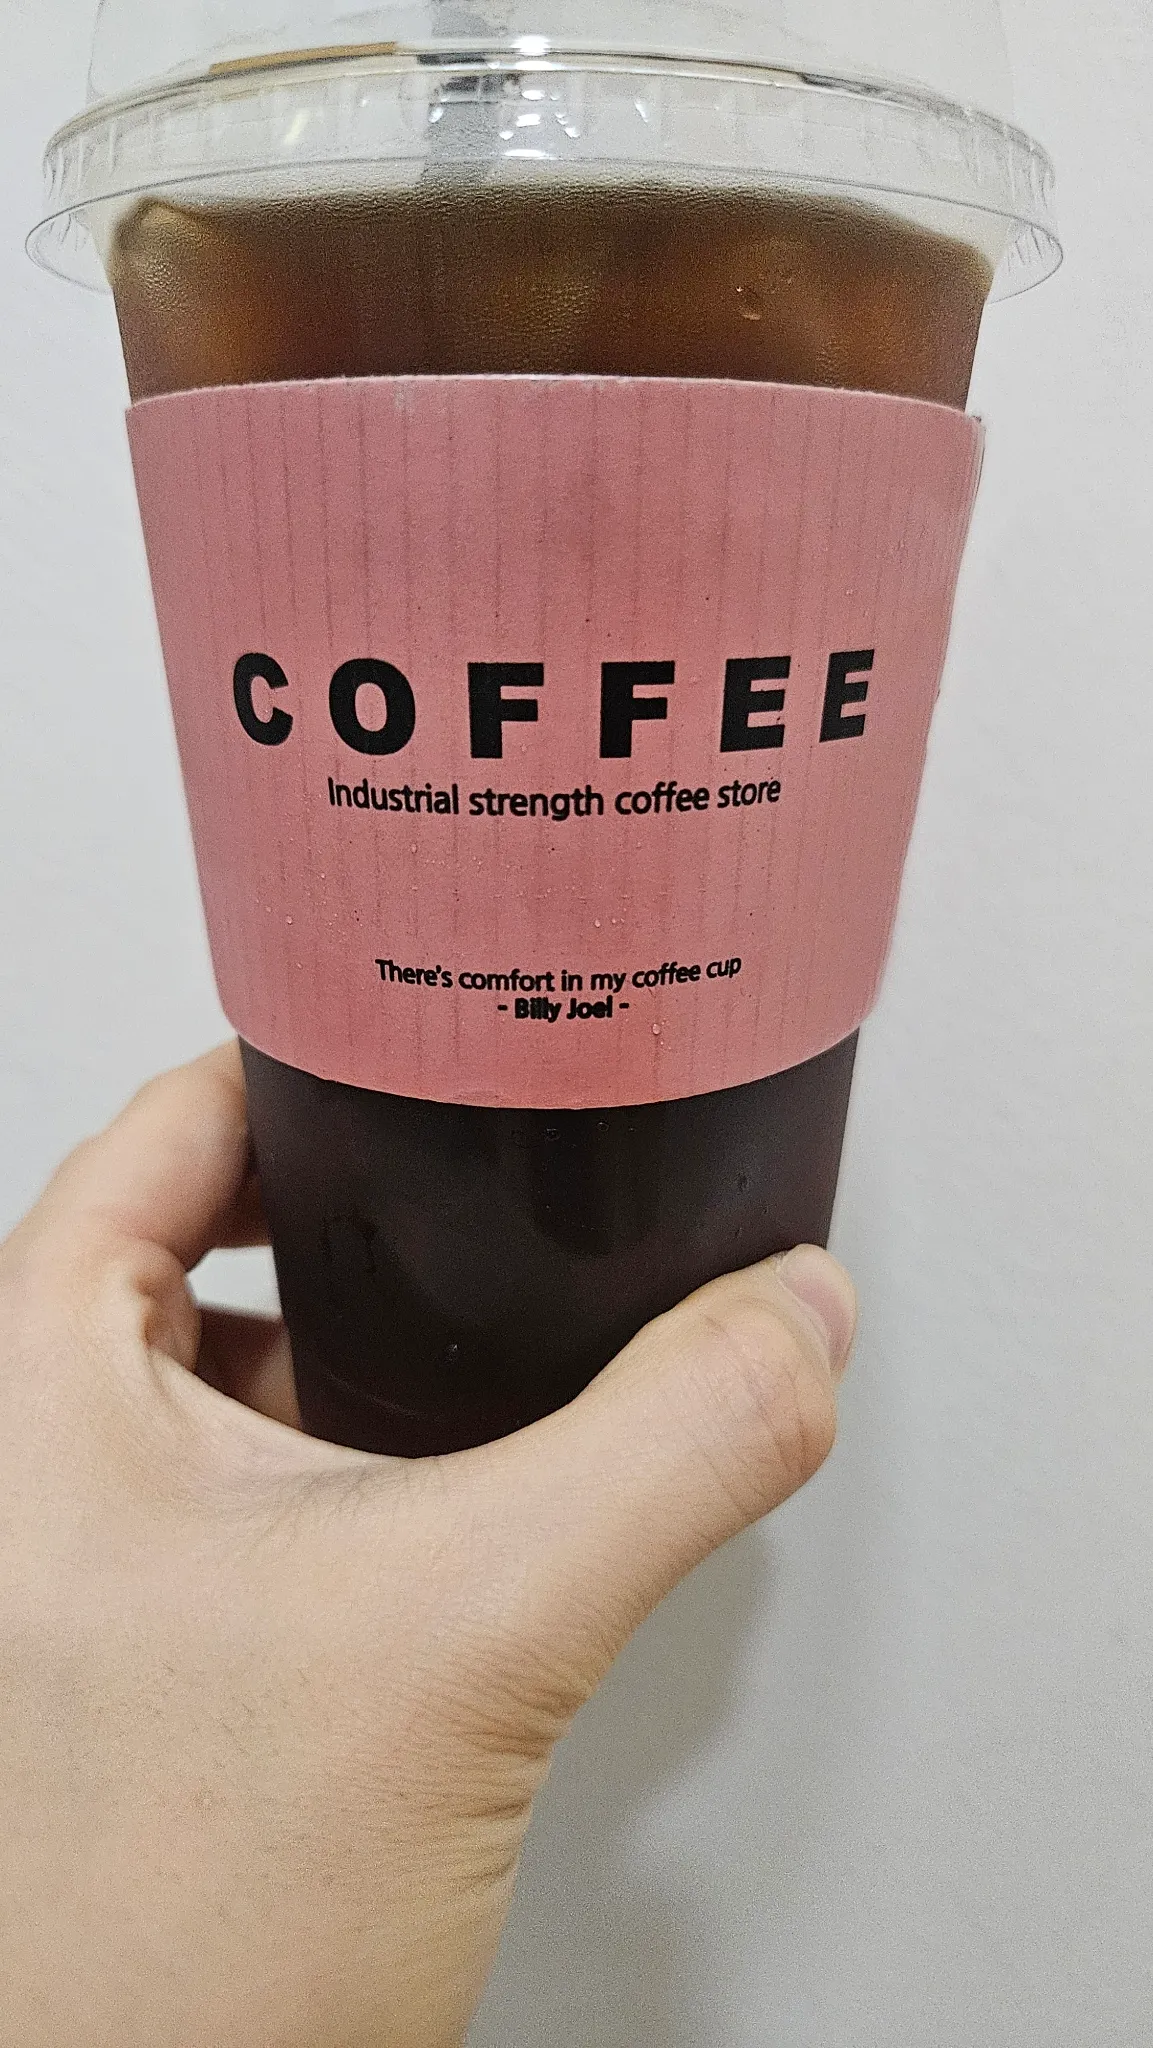 COFFEE
Industrial strength coffee store
There's comfort in my coffee cup
- Billy Joel -